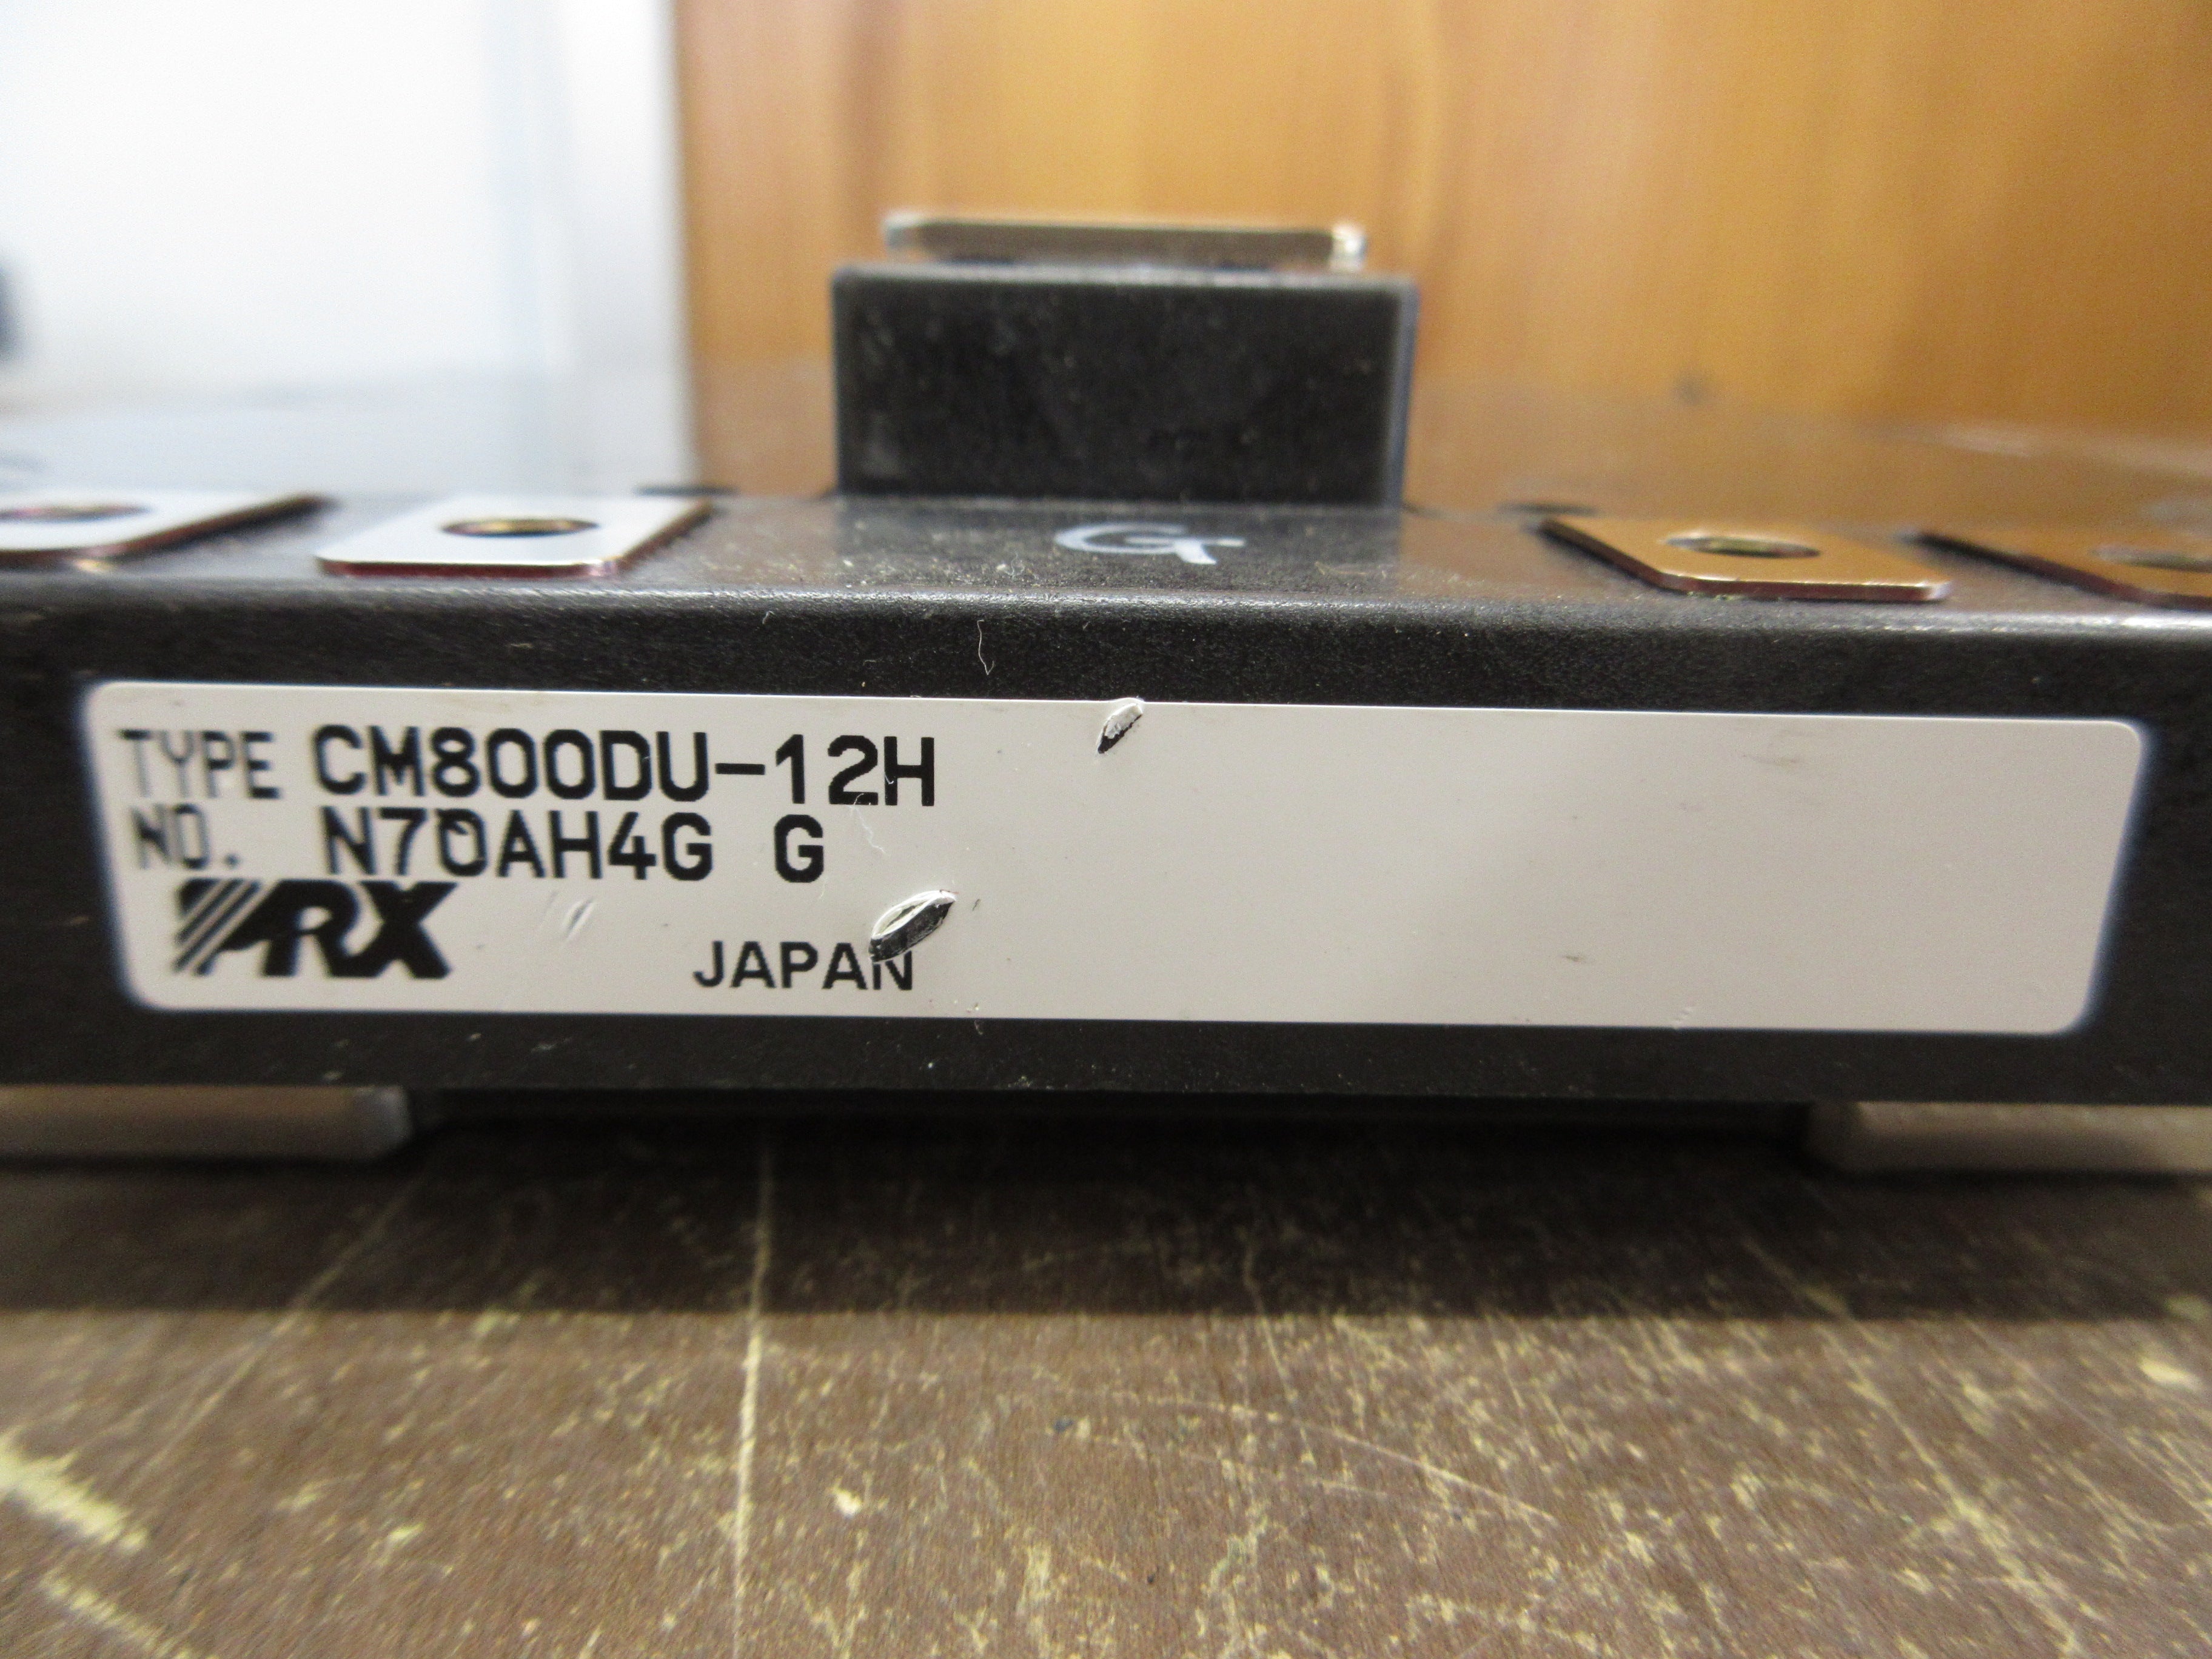 G
TYPE CM800DU-12H
NO. N70AH4G G
PRX
JAPAN